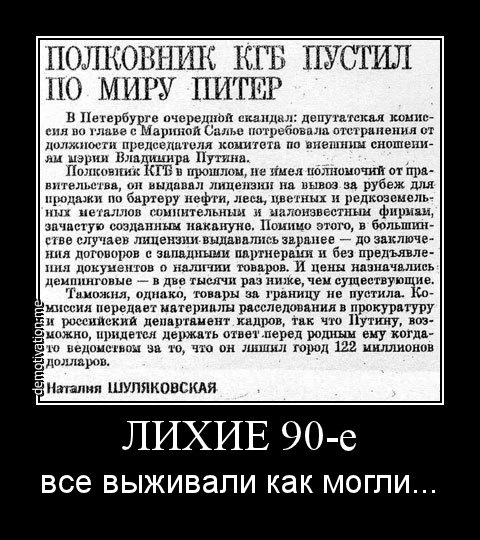 ПОЛКОВНИК КГБ ПУСТИЛ
ПО МИРУ ПИТЕР
В Петербурге очередной скандал: депутатская комис-
сия во главе с Мариной Салье потребовала отстранения от
должности председателя комитета по внешним сношени-
ям мэрии Владимира Путина.
Полковник КГБ в прошлом, не имея полномочий от пра-
вительства, он выдавал лицензии на вывоз за рубеж для
продажи по бартеру нефти, леса, цветных и редкоземель-
ных металлов сомнительным и малоизвестным фирмам,
зачастую созданным накануне. Помимо этого, в большин-
стве случаев лицензии выдавались заранее — до заключе-
ния договоров с западными партнерами и без предъявле-
ния документов о наличии товаров. И цены назначались
демпинговые — в две тысячи раз ниже, чем существующие.
Таможня, однако, товары за границу не пустила. Ко-
миссия передает материалы расследования в прокуратуру
и российский департамент кадров, так что Путину, воз-
можно, придется держать ответ перед родным ему когда-
то ведомством за то, что он лишил город 122 миллионов
долларов.
Наталия ШУЛЯКОВСКАЯ
demotivation.me
ЛИХИЕ 90-е
все выживали как могли...